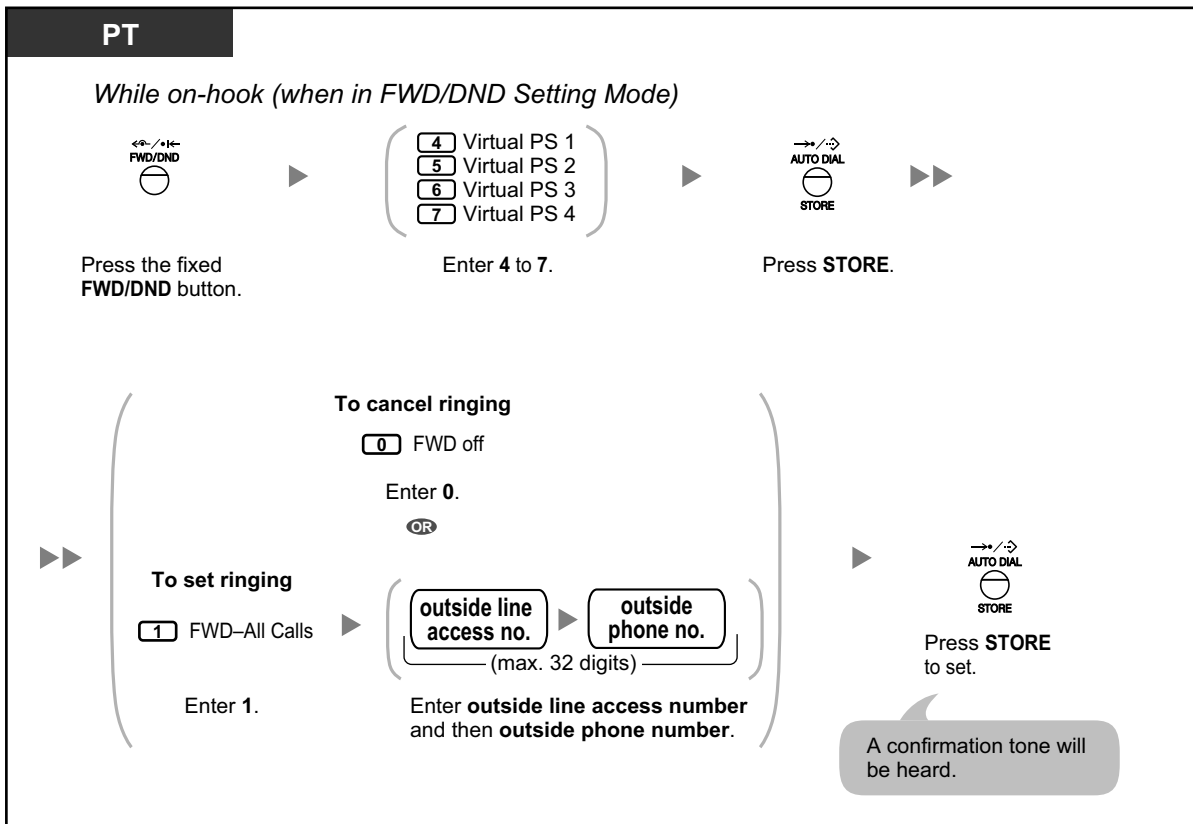 PT
While on-hook (when in FWD/DND Setting Mode)
FWD/DND
Press the fixed
FWD/DND button.
4 Virtual PS 1
5 Virtual PS 2
6 Virtual PS 3
7 Virtual PS 4
Enter 4 to 7.
AUTO DIAL
STORE
Press STORE.
To cancel ringing
0 FWD off
Enter 0.
OR
To set ringing
1 FWD–All Calls
Enter 1.
outside line
access no.
outside
phone no.
(max. 32 digits)
Enter outside line access number
and then outside phone number.
AUTO DIAL
STORE
Press STORE
to set.
A confirmation tone will
be heard.